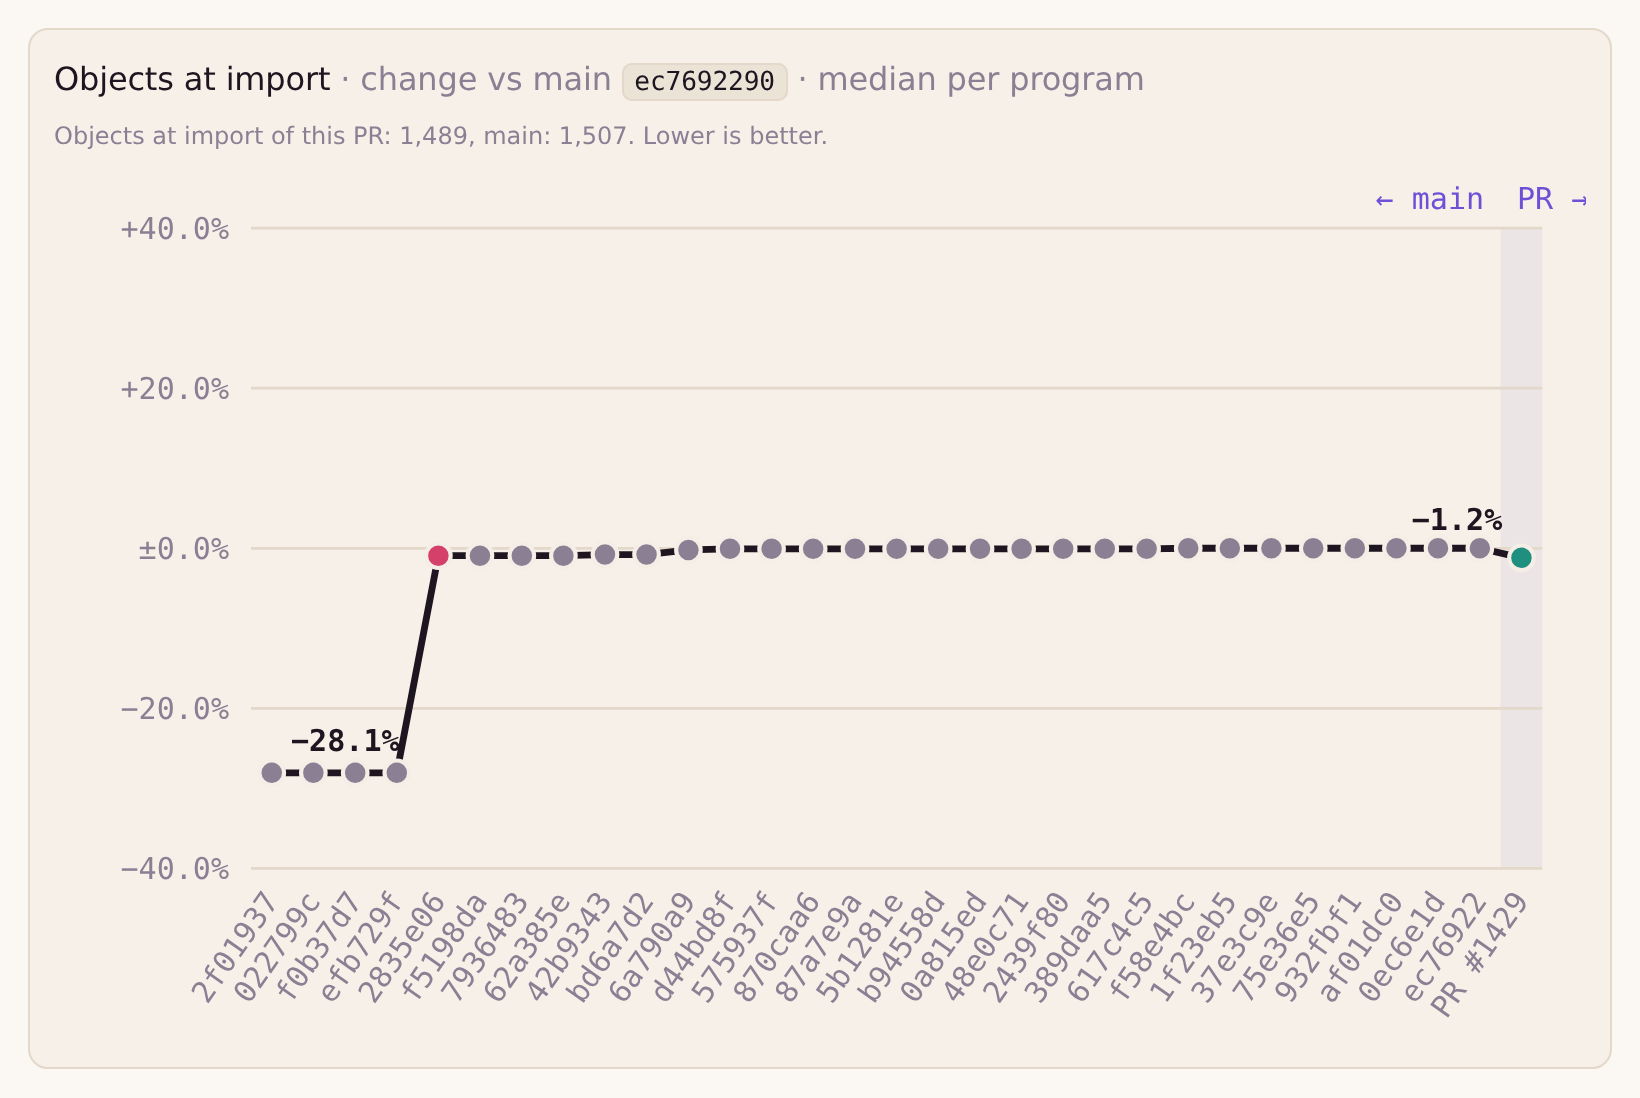 Objects at import · change vs main ec7692290 · median per program
Objects at import of this PR: 1,489, main: 1,507. Lower is better.
← main PR →
+40.0%
+20.0%
−1.2%
±0.0%
−20.0%
−28.1%
−40.0%
2f01937
022799c
f0b37d7
efb729f
2835e06
f5198da
7936483
62a385e
42b9343
bd6a7d2
6a790a9
d44bd8f
575937f
870caa6
87a7e9a
5b1281e
b94558d
0a815ed
48e0c71
2439f80
389daa5
617c4c5
f58e4bc
1f23eb5
37e3c9e
75e36e5
932fbf1
af01dc0
0ec6e1d
ec76922
PR #1429